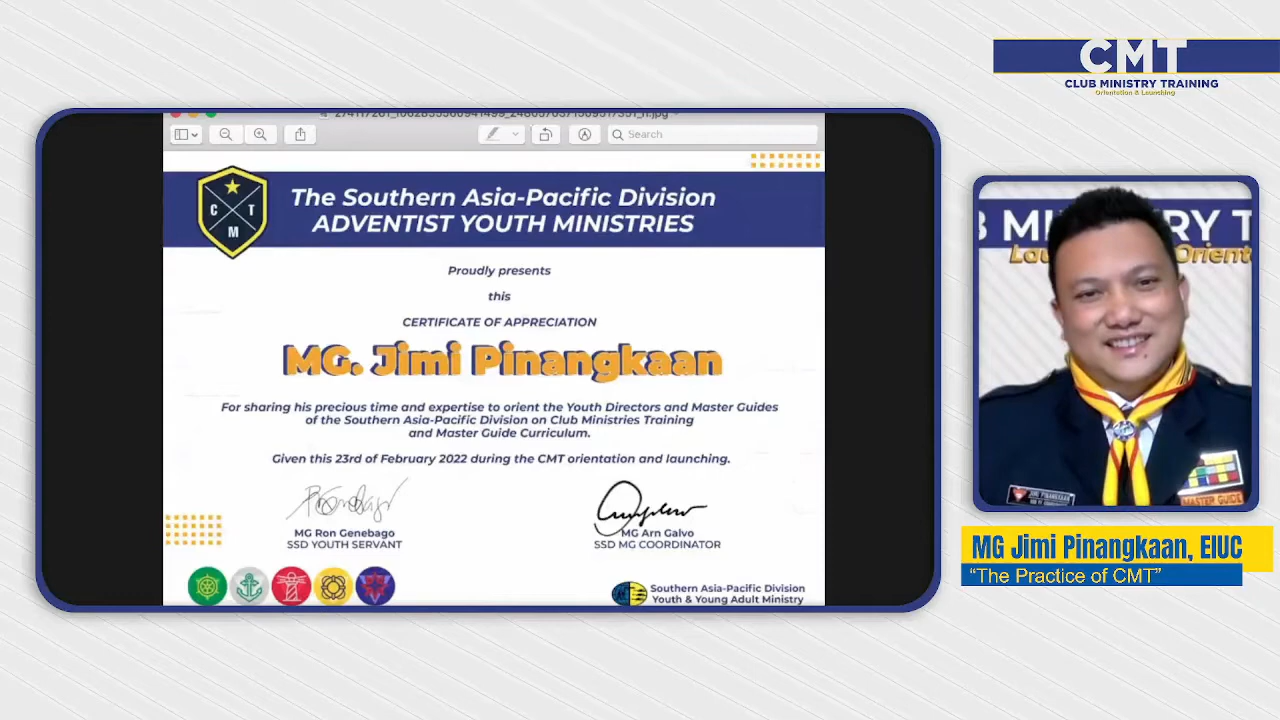 CMT
CLUB MINISTRY TRAINING
Orientation & Launching
Search
C T
M
The Southern Asia-Pacific Division
ADVENTIST YOUTH MINISTRIES
Proudly presents
this
CERTIFICATE OF APPRECIATION
MG. Jimi Pinangkaan
For sharing his precious time and expertise to orient the Youth Directors and Master Guides
of the Southern Asia-Pacific Division on Club Ministries Training
and Master Guide Curriculum.
Given this 23rd of February 2022 during the CMT orientation and launching.
MG Ron Genebago
SSD YOUTH SERVANT
MG Arn Galvo
SSD MG COORDINATOR
Southern Asia-Pacific Division
Youth & Young Adult Ministry
JIMI PINANGKAAN
MASTER GUIDE
MG Jimi Pinangkaan, EIUC
“The Practice of CMT”